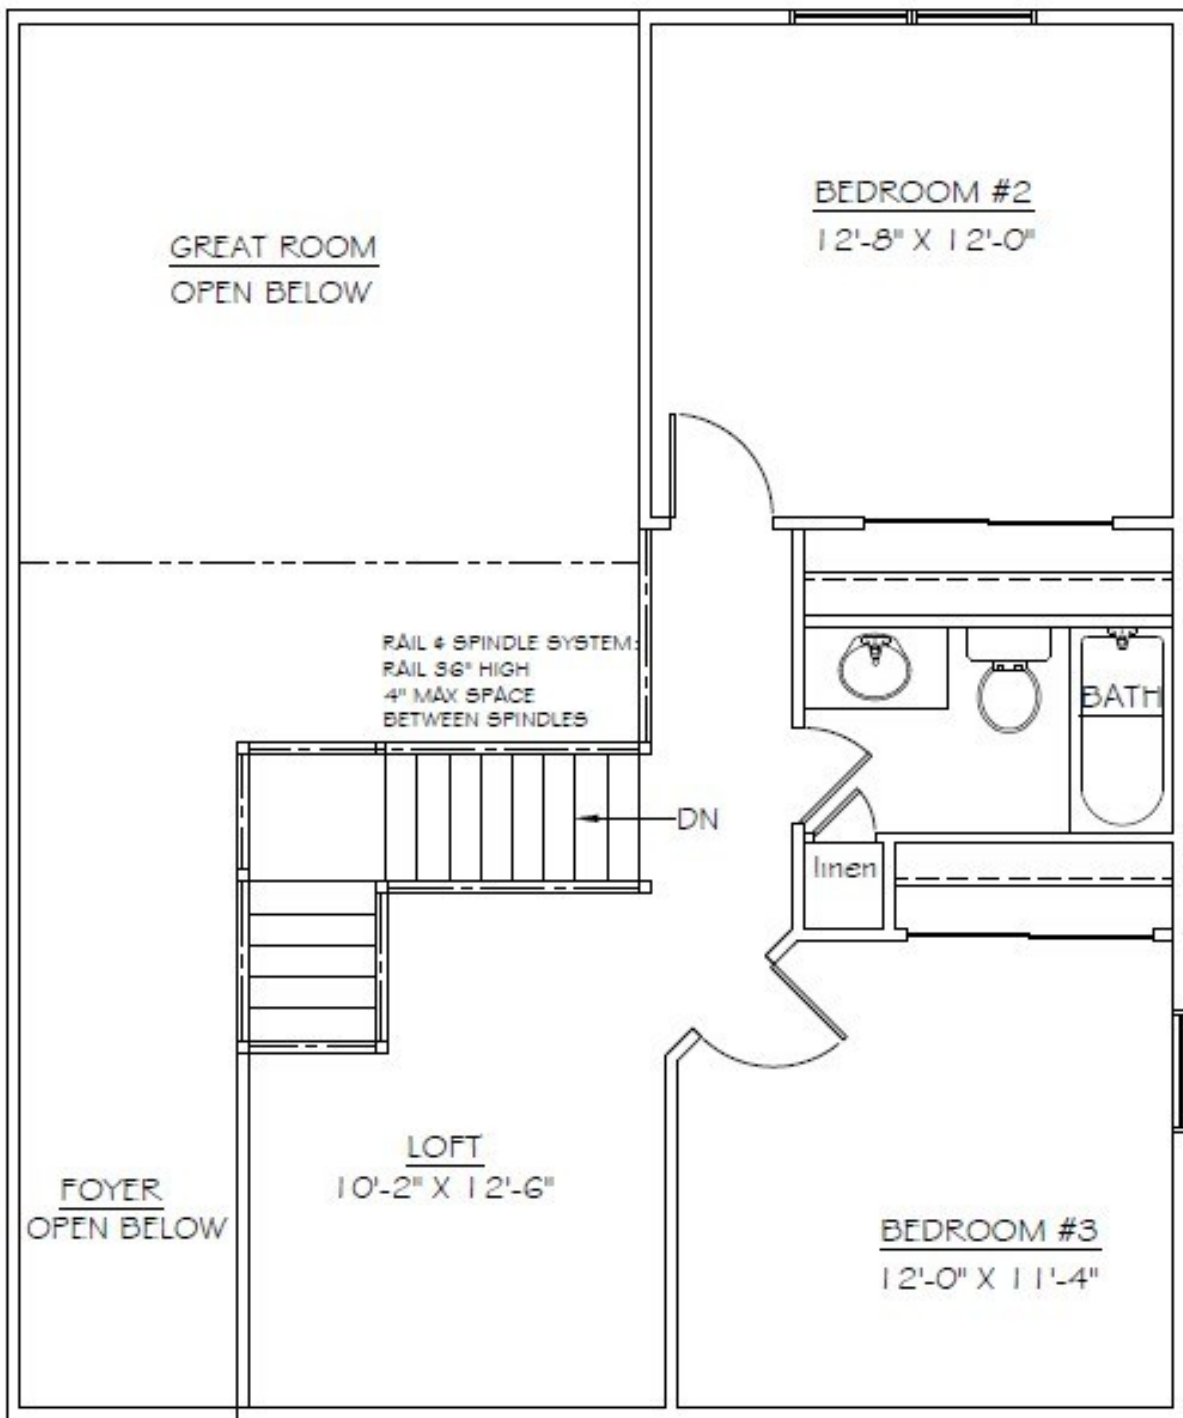 BEDROOM #2
12'-8" X 12'-0"
GREAT ROOM
OPEN BELOW
RAIL & SPINDLE SYSTEM:
RAIL 36" HIGH
4" MAX SPACE
BETWEEN SPINDLES
BATH
DN
linen
LOFT
10'-2" X 12'-6"
FOYER
OPEN BELOW
BEDROOM #3
12'-0" X 11'-4"